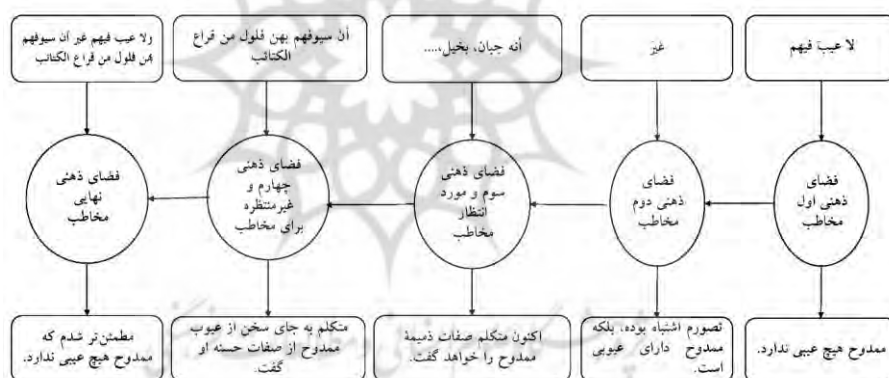 لا عیبَ فیهم
غیرَ
أنه جبان، بخیل،....
أن سیوفهم بهن فلول من قراع
الکتائب
ولا عیب فیهم غیر أن سیوفهم
بهن فلول من قراع الکتائب
فضای
ذهنی اول
مخاطب
فضای
ذهنی دوم
مخاطب
فضای ذهنی
سوم و مورد
انتظار
مخاطب
فضای ذهنی
چهارم و
غیرمنتظره
برای مخاطب
فضای ذهنی
نهایی
مخاطب
ممدوح هیچ عیبی ندارد.
تصورم اشتباه بوده، بلکه
ممدوح دارای عیوبی
است.
اکنون متکلم صفات ذمیمۀ
ممدوح را خواهد گفت.
متکلم به جای سخن از عیوب
ممدوح از صفات حسنه او
گفت.
مطمئن‌تر شدم که
ممدوح هیچ عیبی ندارد.